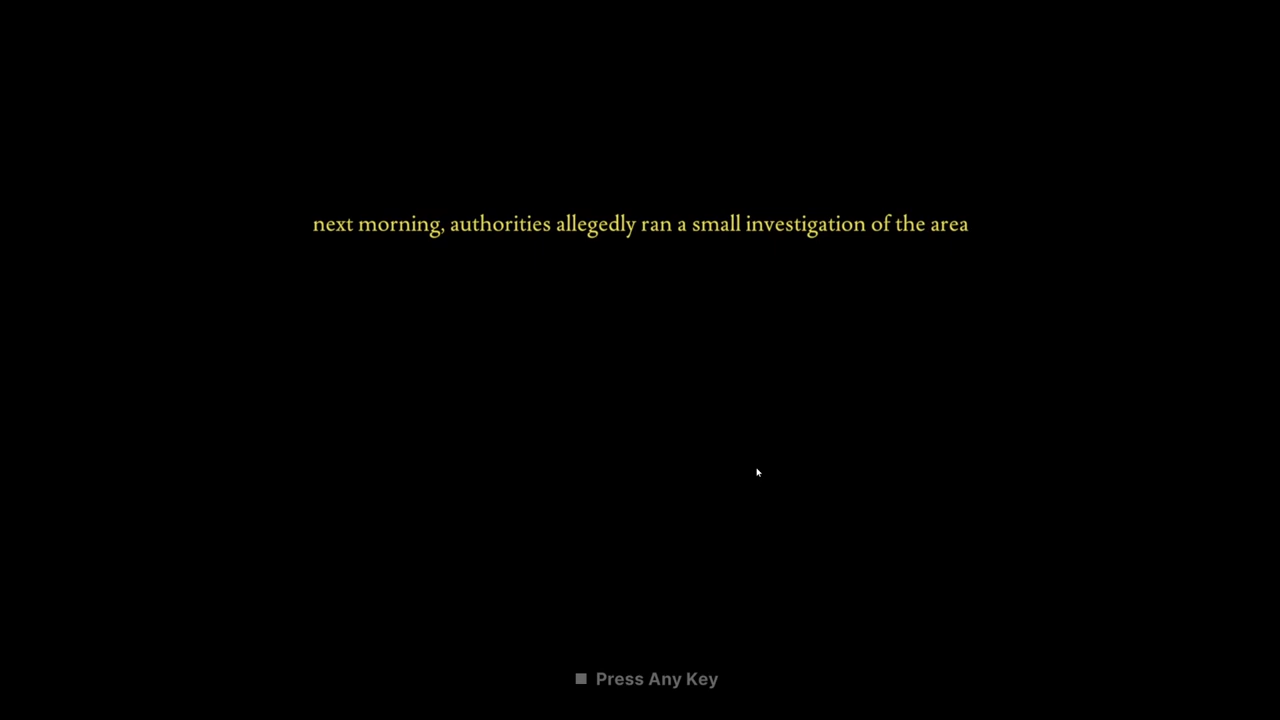 next morning, authorities allegedly ran a small investigation of the area
Press Any Key